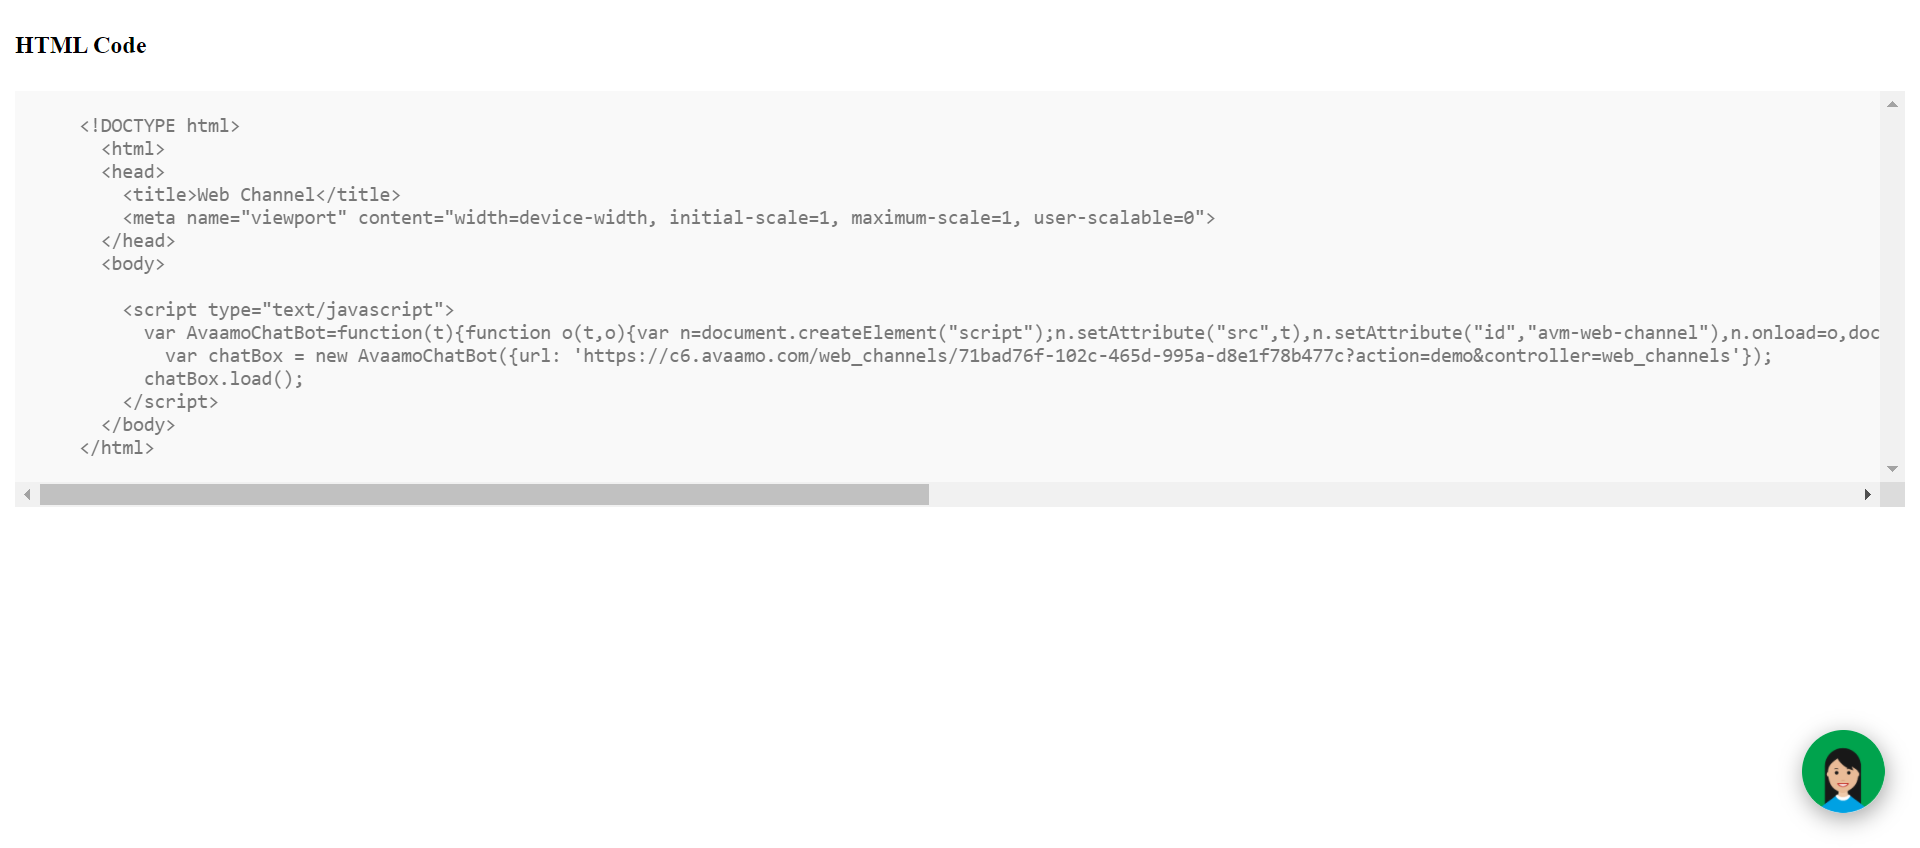 HTML Code
<!DOCTYPE html>
<html>
<head>
<title>Web Channel</title>
<meta name="viewport" content="width=device-width, initial-scale=1, maximum-scale=1, user-scalable=0">
</head>
<body>
<script type="text/javascript">
var AvaamoChatBot=function(t){function o(t,o){var n=document.createElement("script");n.setAttribute("src",t),n.setAttribute("id","avm-web-channel"),n.onload=o,doc
var chatBox = new AvaamoChatBot({url: 'https://c6.avaamo.com/web_channels/71bad76f-102c-465d-995a-d8e1f78b477c?action=demo&controller=web_channels'});
chatBox.load();
</script>
</body>
</html>